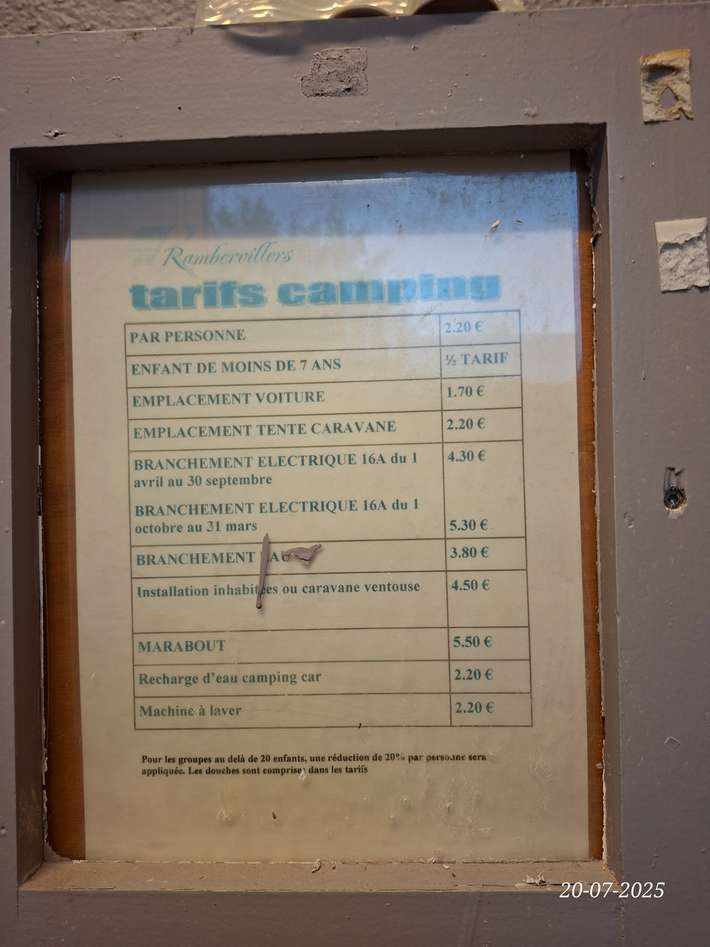 Rambervillers
tarifs camping
PAR PERSONNE 2.20 €
ENFANT DE MOINS DE 7 ANS ½ TARIF
EMPLACEMENT VOITURE 1.70 €
EMPLACEMENT TENTE CARAVANE 2.20 €
BRANCHEMENT ELECTRIQUE 16A du 1 4.30 €
avril au 30 septembre
BRANCHEMENT ELECTRIQUE 16A du 1
octobre au 31 mars 5.30 €
BRANCHEMENT EAU 3.80 €
Installation inhabitées ou caravane ventouse 4.50 €
MARABOUT 5.50 €
Recharge d'eau camping car 2.20 €
Machine à laver 2.20 €
Pour les groupes au delà de 20 enfants, une réduction de 20% par personne sera
appliquée. Les douches sont comprises dans les tarifs
20-07-2025